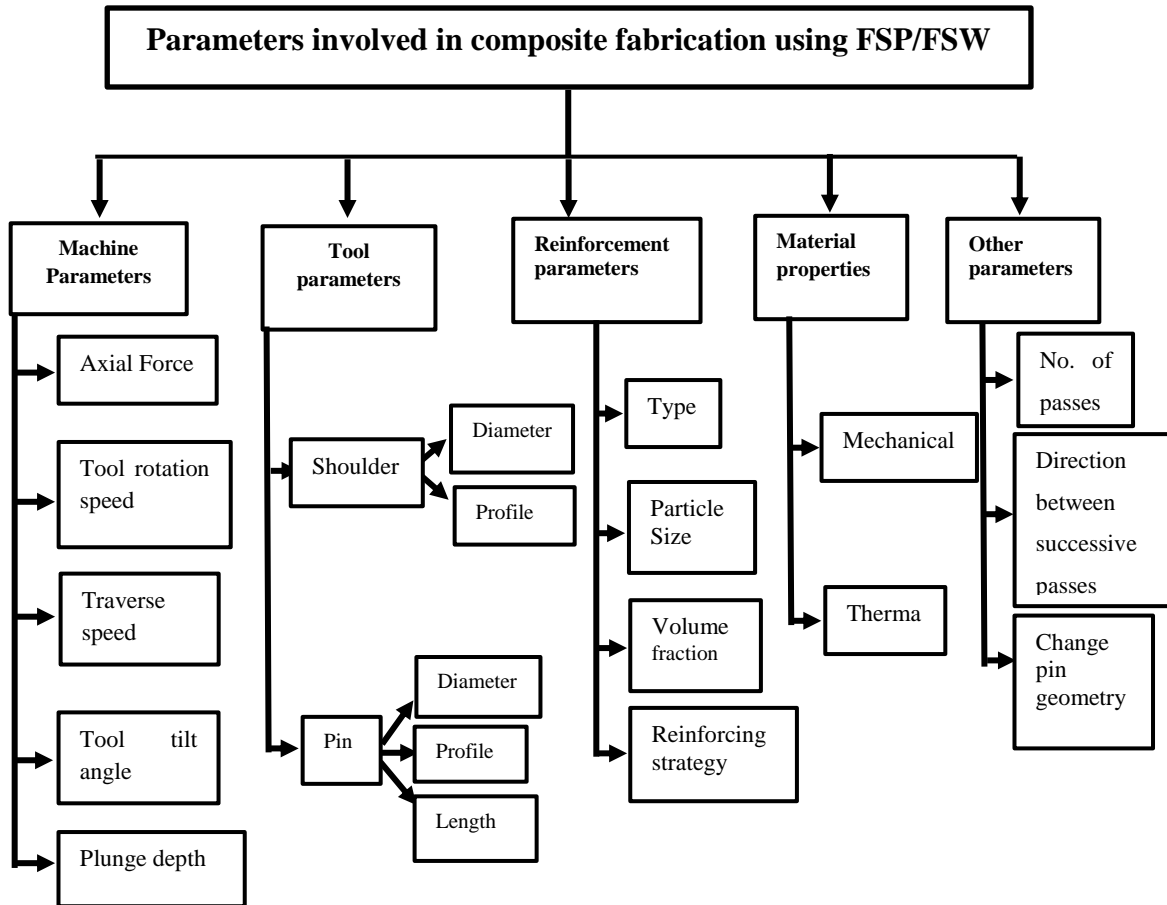 Parameters involved in composite fabrication using FSP/FSW
Machine
Parameters
Axial Force
Tool rotation
speed
Traverse
speed
Tool tilt
angle
Plunge depth
Tool
parameters
Shoulder
Diameter
Profile
Pin
Diameter
Profile
Length
Reinforcement
parameters
Type
Particle
Size
Volume
fraction
Reinforcing
strategy
Material
properties
Mechanical
Therma
Other
parameters
No. of
passes
Direction
between
successive
passes
Change
pin
geometry